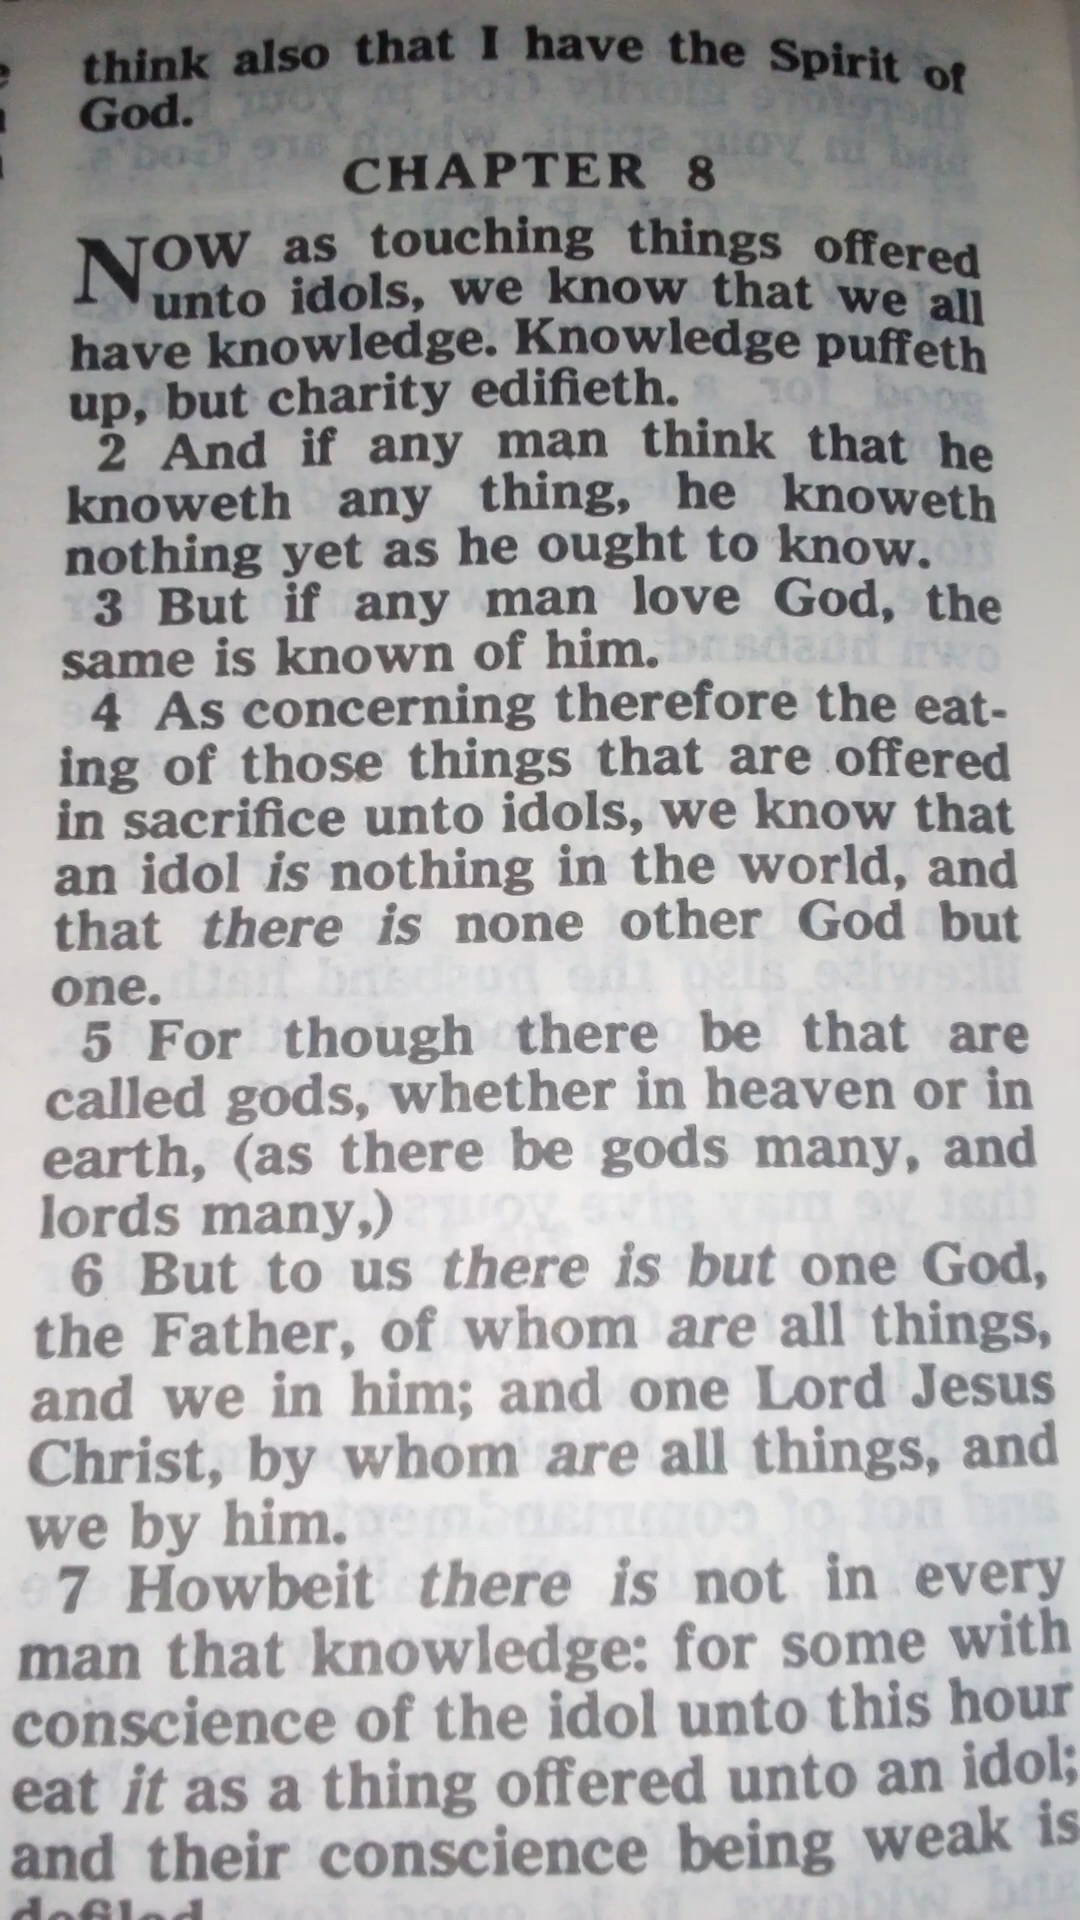 think also that I have the Spirit of
God.
CHAPTER 8
NOW as touching things offered
unto idols, we know that we all
have knowledge. Knowledge puffeth
up, but charity edifieth.
2 And if any man think that he
knoweth any thing, he knoweth
nothing yet as he ought to know.
3 But if any man love God, the
same is known of him.
4 As concerning therefore the eat-
ing of those things that are offered
in sacrifice unto idols, we know that
an idol is nothing in the world, and
that there is none other God but
one.
5 For though there be that are
called gods, whether in heaven or in
earth, (as there be gods many, and
lords many,)
6 But to us there is but one God,
the Father, of whom are all things,
and we in him; and one Lord Jesus
Christ, by whom are all things, and
we by him.
7 Howbeit there is not in every
man that knowledge: for some with
conscience of the idol unto this hour
eat it as a thing offered unto an idol;
and their conscience being weak is
defiled